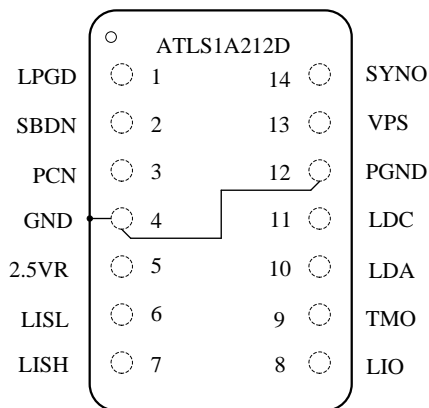 ATLS1A212D
LPGD 1 14 SYNO
SBDN 2 13 VPS
PCN 3 12 PGND
GND 4 11 LDC
2.5VR 5 10 LDA
LISL 6 9 TMO
LISH 7 8 LIO